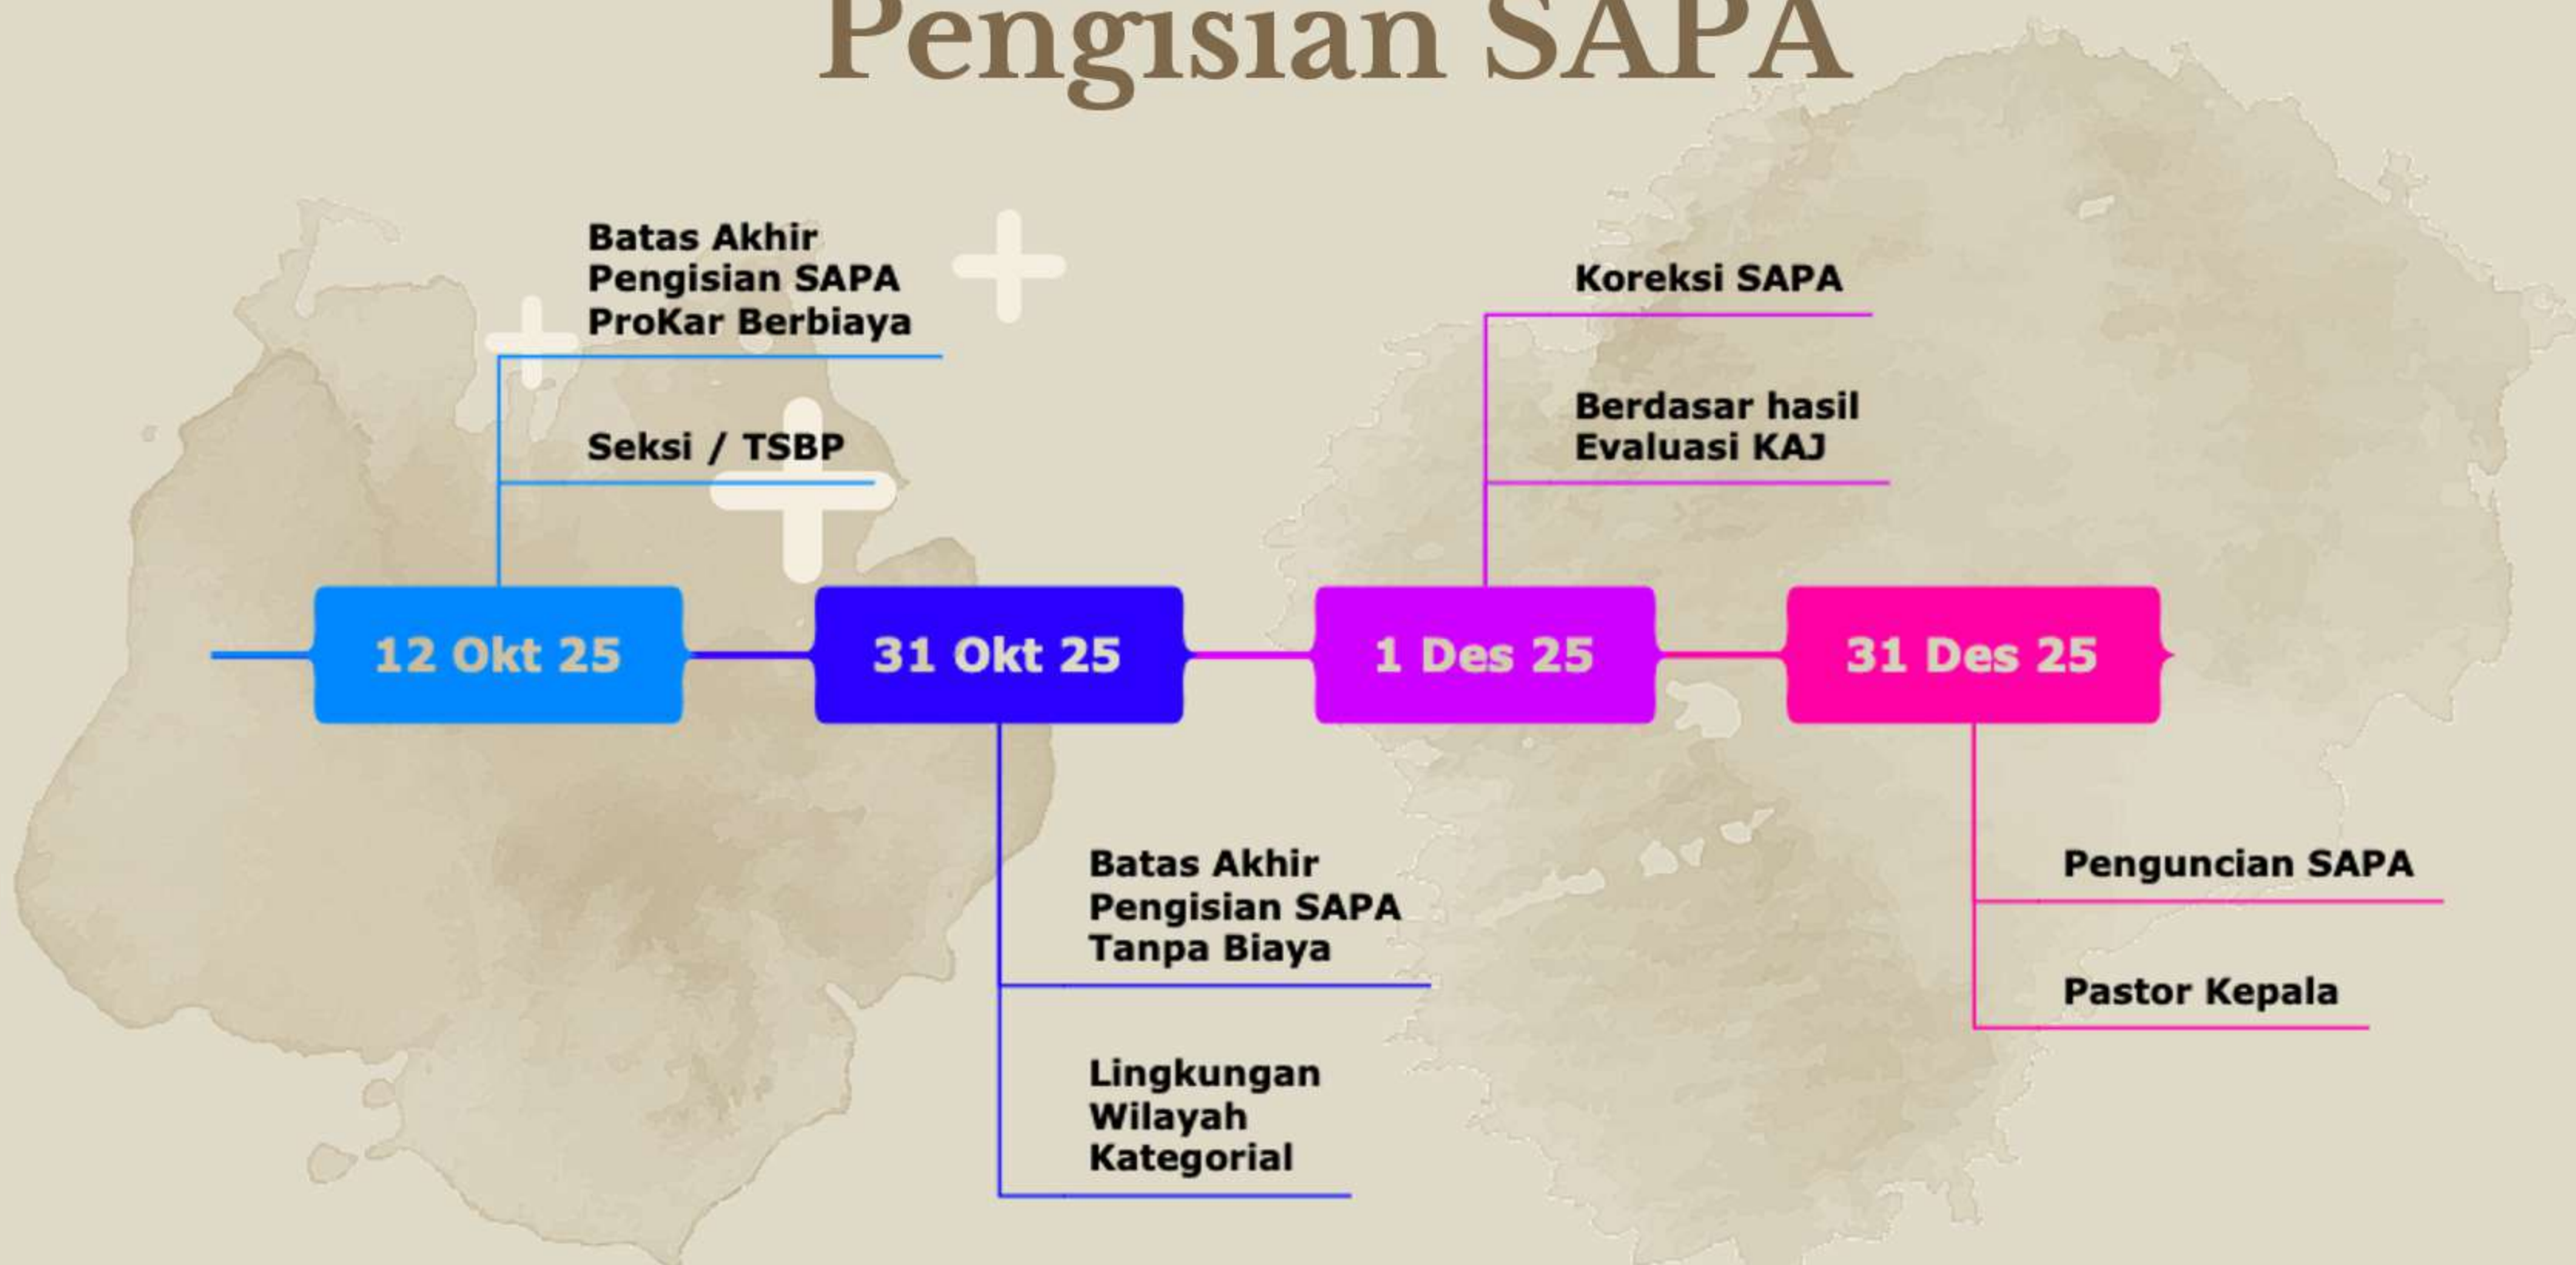 Pengisian SAPA
Batas Akhir
Pengisian SAPA
ProKar Berbiaya
Seksi / TSBP
Koreksi SAPA
Berdasar hasil
Evaluasi KAJ
12 Okt 25
31 Okt 25
1 Des 25
31 Des 25
Batas Akhir
Pengisian SAPA
Tanpa Biaya
Lingkungan
Wilayah
Kategorial
Penguncian SAPA
Pastor Kepala